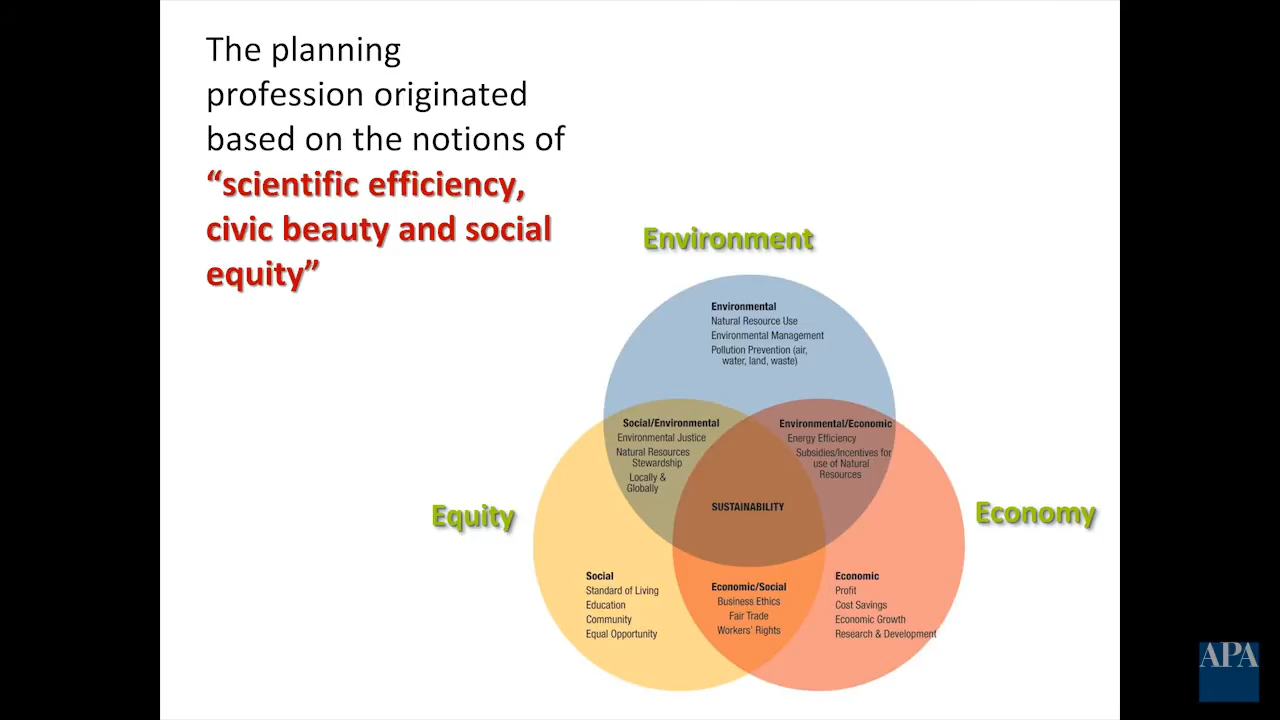 The planning
profession originated
based on the notions of
“scientific efficiency,
civic beauty and social
equity”
Environment
Environmental
Natural Resource Use
Environmental Management
Pollution Prevention (air,
water, land, waste)
Social/Environmental
Environmental Justice
Natural Resources
Stewardship
Locally &
Globally
Environmental/Economic
Energy Efficiency
Subsidies/Incentives for
use of Natural
Resources
SUSTAINABILITY
Equity
Economy
Social
Standard of Living
Education
Community
Equal Opportunity
Economic/Social
Business Ethics
Fair Trade
Workers’ Rights
Economic
Profit
Cost Savings
Economic Growth
Research & Development
APA